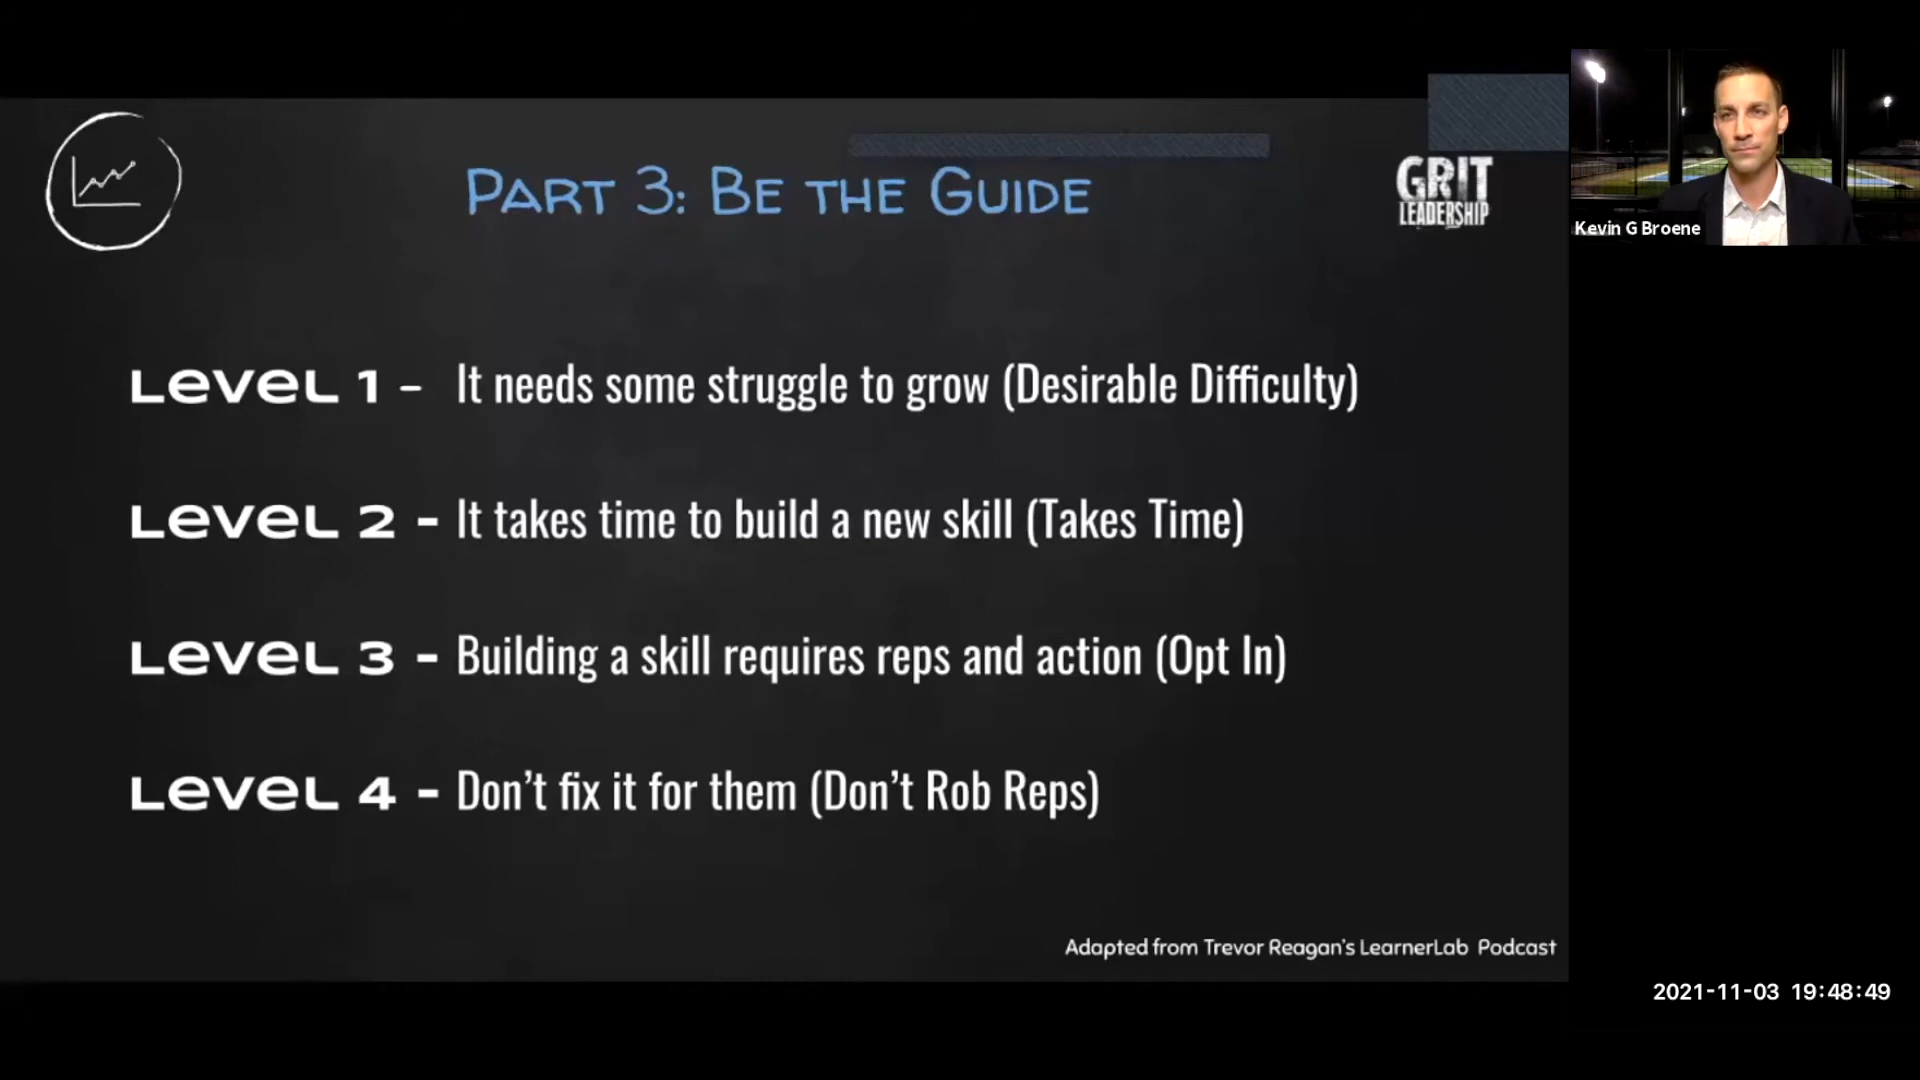 PART 3: BE THE GUIDE
GRIT
LEADERSHIP
Kevin G Broene
Level 1 - It needs some struggle to grow (Desirable Difficulty)
Level 2 - It takes time to build a new skill (Takes Time)
Level 3 - Building a skill requires reps and action (Opt In)
Level 4 - Don't fix it for them (Don't Rob Reps)
Adapted from Trevor Reagan's LearnerLab Podcast
2021-11-03 19:48:49